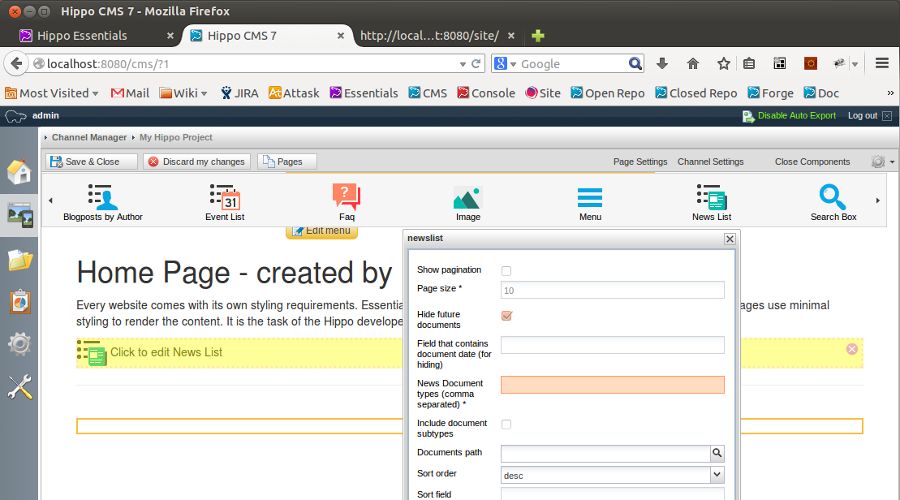 Hippo CMS 7 - Mozilla Firefox
Hippo Essentials
Hippo CMS 7
http://local...t:8080/site/
localhost:8080/cms/?1
Google
Most Visited
Mail
Wiki
JIRA
Attask
Essentials
CMS
Console
Site
Open Repo
Closed Repo
Forge
Doc
»
admin
Disable Auto Export
Log out
Channel Manager
My Hippo Project
Save & Close
Discard my changes
Pages
Page Settings
Channel Settings
Close Components
31
?
Blogposts by Author
Event List
Faq
Image
Menu
News List
Search Box
Edit menu
newslist
Home Page - created by
Every website comes with its own styling requirements. Essentia
ages use minimal
styling to render the content. It is the task of the Hippo develope
Click to edit News List
Show pagination
Page size *
10
Hide future
documents
Field that contains
document date (for
hiding)
News Document
types (comma
separated) *
Include document
subtypes
Documents path
Sort order
desc
Sort field